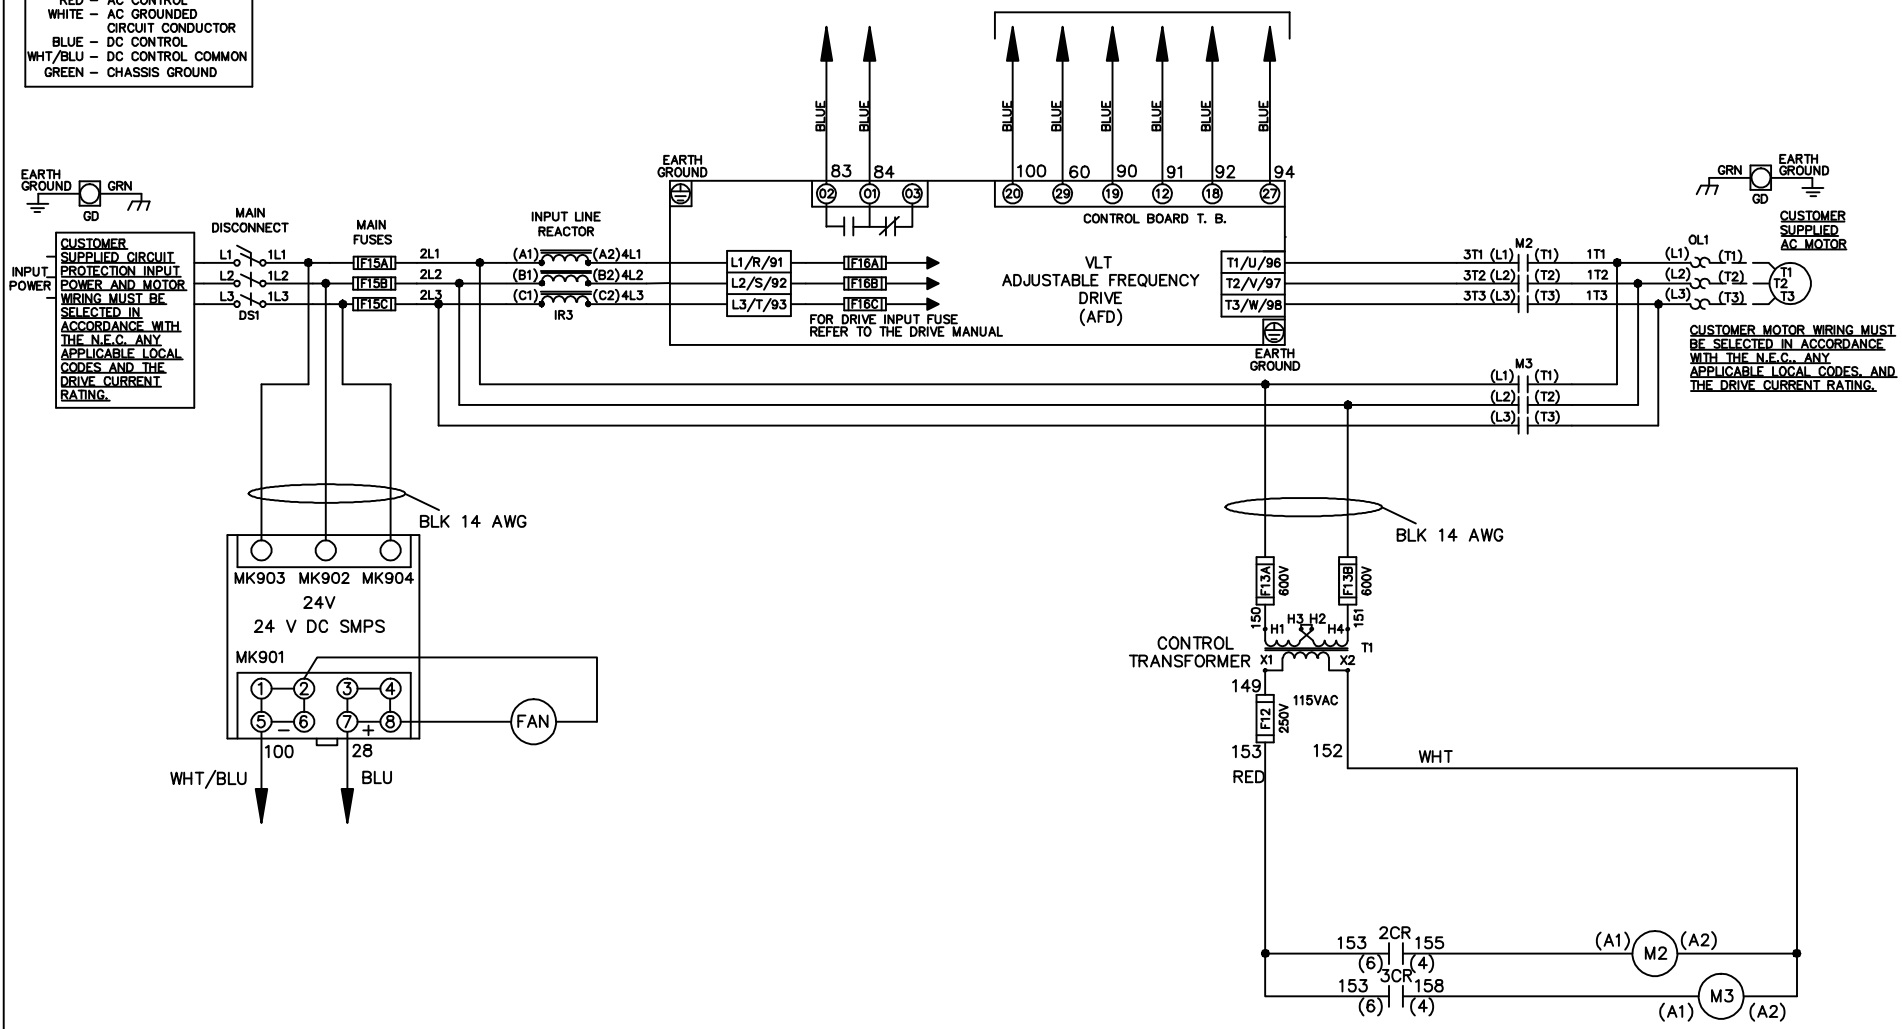 RED – AC CONTROL
WHITE – AC GROUNDED
CIRCUIT CONDUCTOR
BLUE – DC CONTROL
WHT/BLU – DC CONTROL COMMON
GREEN – CHASSIS GROUND
BLUE
BLUE
BLUE
BLUE
BLUE
BLUE
BLUE
BLUE
83
84
100
60
90
91
92
94
02
01
03
20
29
19
12
18
27
CONTROL BOARD T. B.
EARTH
GROUND
GRN
GD
EARTH
GROUND
GRN
EARTH
GROUND
GD
CUSTOMER
SUPPLIED
AC MOTOR
CUSTOMER
SUPPLIED CIRCUIT
PROTECTION INPUT
POWER AND MOTOR
WIRING MUST BE
SELECTED IN
ACCORDANCE WITH
THE N.E.C. ANY
APPLICABLE LOCAL
CODES AND THE
DRIVE CURRENT
RATING.
INPUT
POWER
MAIN
DISCONNECT
L1 1L1
L2 1L2
L3 1L3
DS1
MAIN
FUSES
F15A
F15B
F15C
2L1
2L2
2L3
INPUT LINE
REACTOR
(A1) (A2) 4L1
(B1) (B2) 4L2
(C1) (C2) 4L3
IR3
L1/R/91
L2/S/92
L3/T/93
F16A
F16B
F16C
FOR DRIVE INPUT FUSE
REFER TO THE DRIVE MANUAL
VLT
ADJUSTABLE FREQUENCY
DRIVE
(AFD)
T1/U/96
T2/V/97
T3/W/98
EARTH
GROUND
M2
3T1 (L1) (T1) 1T1
3T2 (L2) (T2) 1T2
3T3 (L3) (T3) 1T3
OL1
(L1) (T1)
(L2) (T2)
(L3) (T3)
T1
T2
T3
CUSTOMER MOTOR WIRING MUST
BE SELECTED IN ACCORDANCE
WITH THE N.E.C., ANY
APPLICABLE LOCAL CODES, AND
THE DRIVE CURRENT RATING.
M3
(L1) (T1)
(L2) (T2)
(L3) (T3)
BLK 14 AWG
MK903 MK902 MK904
24V
24 V DC SMPS
MK901
1 2 3 4
5 – 6 7 + 8
FAN
100
28
WHT/BLU
BLU
BLK 14 AWG
F13A
600V
F13B
600V
150
151
H1 H3 H2 H4
T1
CONTROL
TRANSFORMER
X1 X2
149
115VAC
F12
250V
153
152
RED
WHT
2CR
153 155
(6) (4)
(A1) M2 (A2)
3CR
153 158
(6) (4)
(A1) M3 (A2)